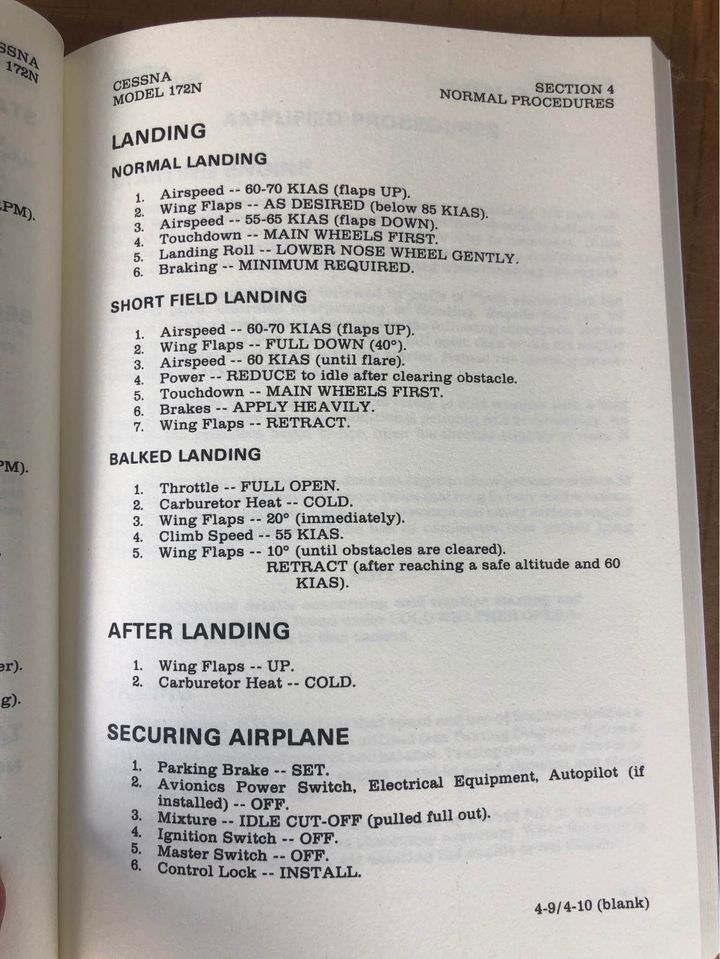 SSNA
172N
PM).
PM).
er).
g).
CESSNA
MODEL 172N
SECTION 4
NORMAL PROCEDURES
LANDING
NORMAL LANDING
1. Airspeed -- 60-70 KIAS (flaps UP).
2. Wing Flaps -- AS DESIRED (below 85 KIAS).
3. Airspeed -- 55-65 KIAS (flaps DOWN).
4. Touchdown -- MAIN WHEELS FIRST.
5. Landing Roll -- LOWER NOSE WHEEL GENTLY.
6. Braking -- MINIMUM REQUIRED.
SHORT FIELD LANDING
1. Airspeed -- 60-70 KIAS (flaps UP).
2. Wing Flaps -- FULL DOWN (40°).
3. Airspeed -- 60 KIAS (until flare).
4. Power -- REDUCE to idle after clearing obstacle.
5. Touchdown -- MAIN WHEELS FIRST.
6. Brakes -- APPLY HEAVILY.
7. Wing Flaps -- RETRACT.
BALKED LANDING
1. Throttle -- FULL OPEN.
2. Carburetor Heat -- COLD.
3. Wing Flaps -- 20° (immediately).
4. Climb Speed -- 55 KIAS.
5. Wing Flaps -- 10° (until obstacles are cleared).
RETRACT (after reaching a safe altitude and 60
KIAS).
AFTER LANDING
1. Wing Flaps -- UP.
2. Carburetor Heat -- COLD.
SECURING AIRPLANE
1. Parking Brake -- SET.
2. Avionics Power Switch, Electrical Equipment, Autopilot (if
installed) -- OFF.
3. Mixture -- IDLE CUT-OFF (pulled full out).
4. Ignition Switch -- OFF.
5. Master Switch -- OFF.
6. Control Lock -- INSTALL.
4-9/4-10 (blank)